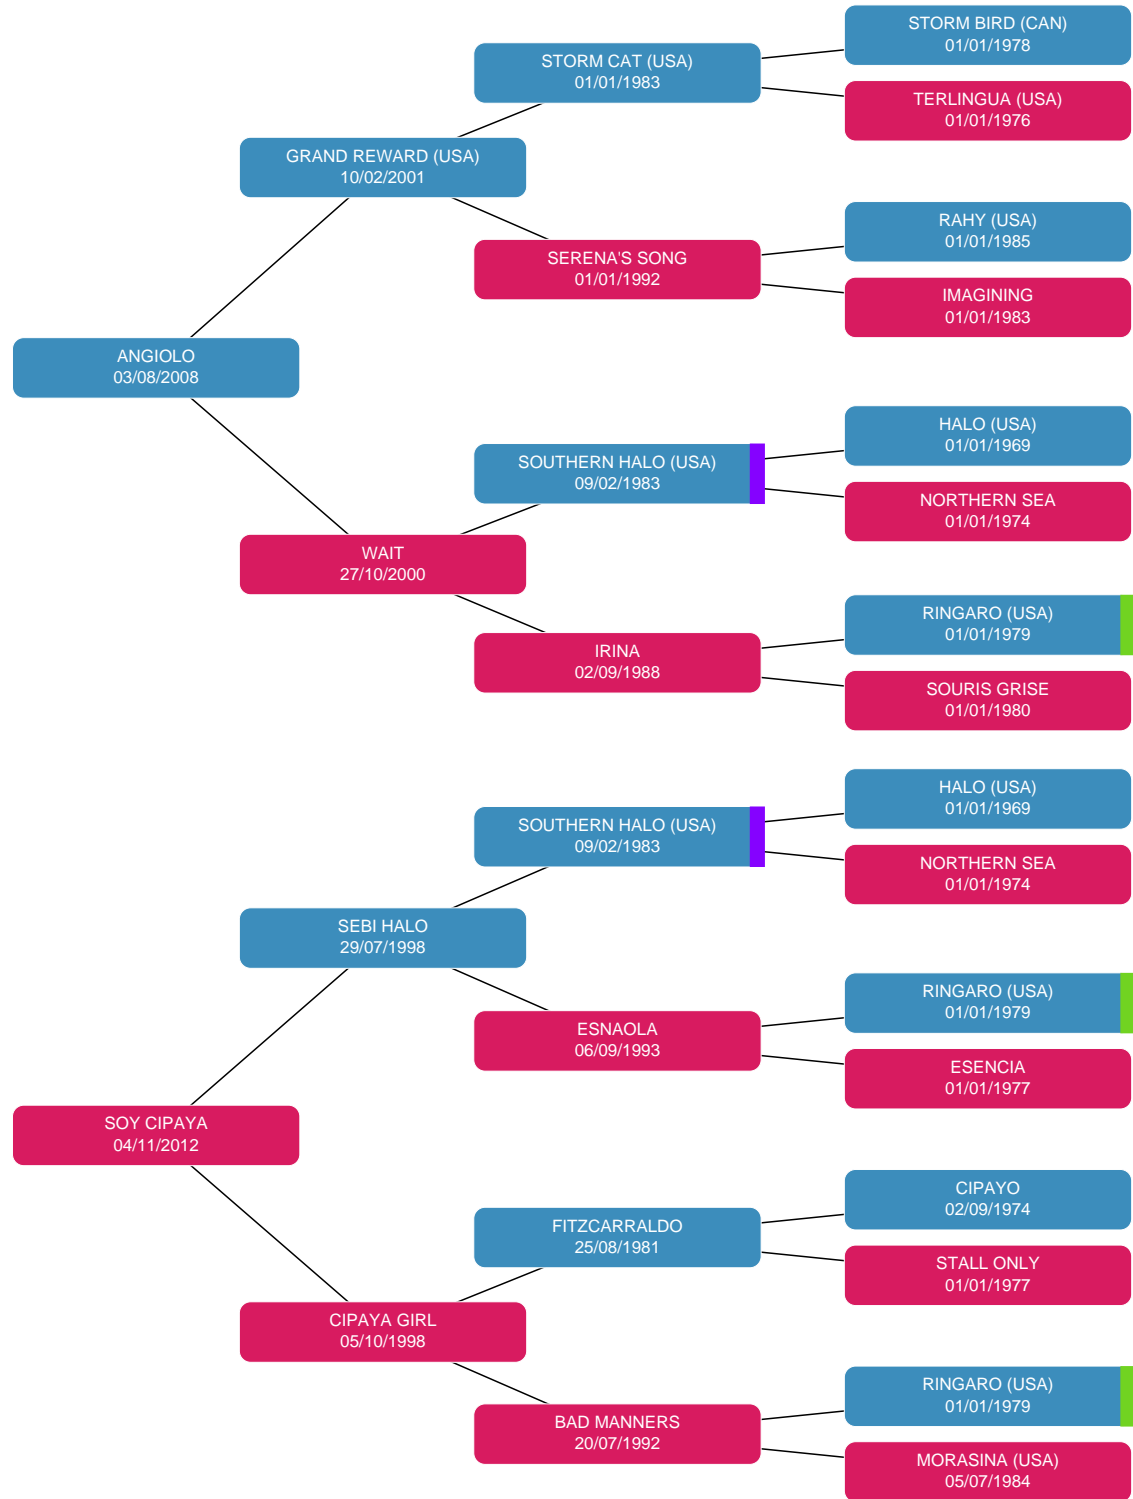 STORM BIRD (CAN)
01/01/1978
STORM CAT (USA)
01/01/1983
TERLINGUA (USA)
01/01/1976
GRAND REWARD (USA)
10/02/2001
RAHY (USA)
01/01/1985
SERENA'S SONG
01/01/1992
IMAGINING
01/01/1983
ANGIOLO
03/08/2008
HALO (USA)
01/01/1969
SOUTHERN HALO (USA)
09/02/1983
NORTHERN SEA
01/01/1974
WAIT
27/10/2000
RINGARO (USA)
01/01/1979
IRINA
02/09/1988
SOURIS GRISE
01/01/1980
HALO (USA)
01/01/1969
SOUTHERN HALO (USA)
09/02/1983
NORTHERN SEA
01/01/1974
SEBI HALO
29/07/1998
RINGARO (USA)
01/01/1979
ESNAOLA
06/09/1993
ESENCIA
01/01/1977
SOY CIPAYA
04/11/2012
CIPAYO
02/09/1974
FITZCARRALDO
25/08/1981
STALL ONLY
01/01/1977
CIPAYA GIRL
05/10/1998
RINGARO (USA)
01/01/1979
BAD MANNERS
20/07/1992
MORASINA (USA)
05/07/1984